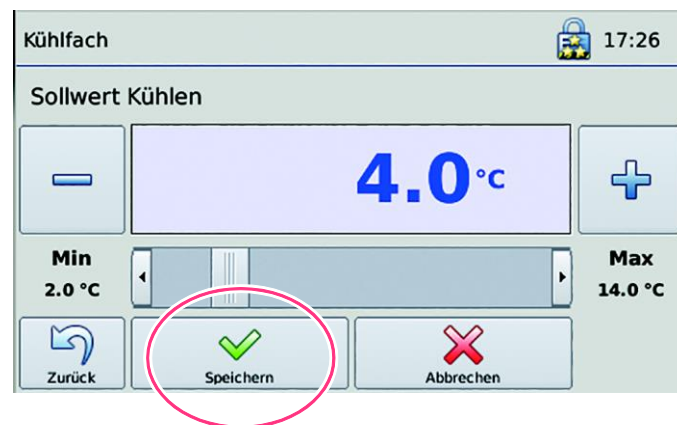 Kühlfach 17:26
Sollwert Kühlen
4.0 °C
Min Max
2.0 °C 14.0 °C
Zurück Speichern Abbrechen